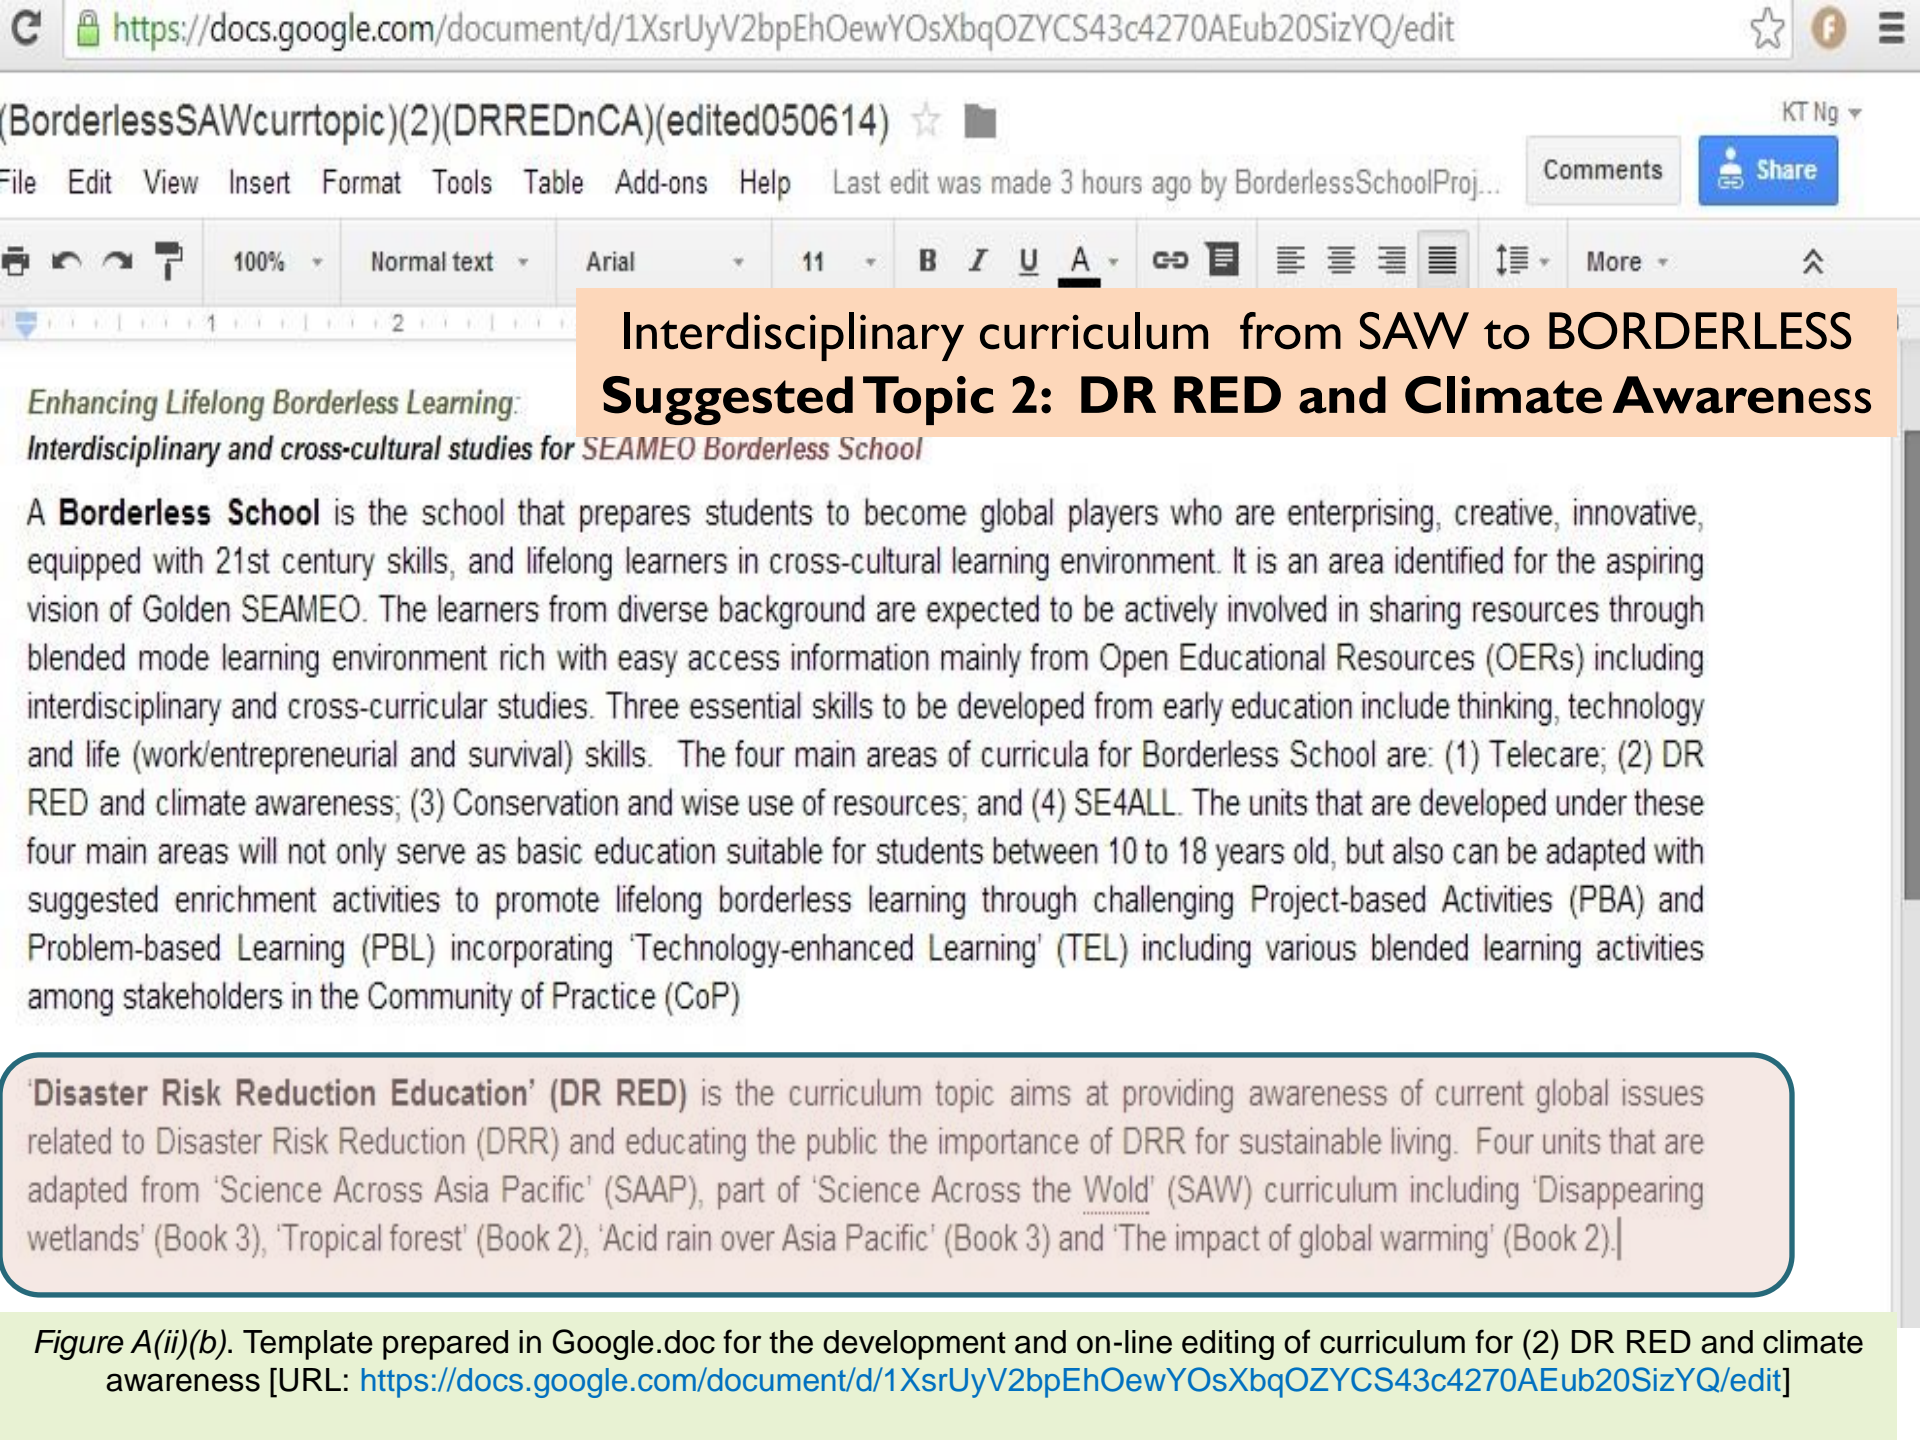 https://docs.google.com/document/d/1XsrUyV2bpEhOewYOsXbqOZYCS43c4270AEub20SizYQ/edit
(BorderlessSAWcurrtopic)(2)(DRREDnCA)(edited050614)
KT Ng
File Edit View Insert Format Tools Table Add-ons Help Last edit was made 3 hours ago by BorderlessSchoolProj...
Comments
Share
100% Normal text Arial 11 B I U A More
1 2
Interdisciplinary curriculum from SAW to BORDERLESS
Suggested Topic 2: DR RED and Climate Awareness
Enhancing Lifelong Borderless Learning:
Interdisciplinary and cross-cultural studies for SEAMEO Borderless School
A Borderless School is the school that prepares students to become global players who are enterprising, creative, innovative,
equipped with 21st century skills, and lifelong learners in cross-cultural learning environment. It is an area identified for the aspiring
vision of Golden SEAMEO. The learners from diverse background are expected to be actively involved in sharing resources through
blended mode learning environment rich with easy access information mainly from Open Educational Resources (OERs) including
interdisciplinary and cross-curricular studies. Three essential skills to be developed from early education include thinking, technology
and life (work/entrepreneurial and survival) skills. The four main areas of curricula for Borderless School are: (1) Telecare; (2) DR
RED and climate awareness; (3) Conservation and wise use of resources; and (4) SE4ALL. The units that are developed under these
four main areas will not only serve as basic education suitable for students between 10 to 18 years old, but also can be adapted with
suggested enrichment activities to promote lifelong borderless learning through challenging Project-based Activities (PBA) and
Problem-based Learning (PBL) incorporating ‘Technology-enhanced Learning’ (TEL) including various blended learning activities
among stakeholders in the Community of Practice (CoP)
‘Disaster Risk Reduction Education’ (DR RED) is the curriculum topic aims at providing awareness of current global issues
related to Disaster Risk Reduction (DRR) and educating the public the importance of DRR for sustainable living. Four units that are
adapted from ‘Science Across Asia Pacific’ (SAAP), part of ‘Science Across the Wold’ (SAW) curriculum including ‘Disappearing
wetlands’ (Book 3), ‘Tropical forest’ (Book 2), ‘Acid rain over Asia Pacific’ (Book 3) and ‘The impact of global warming’ (Book 2).
Figure A(ii)(b). Template prepared in Google.doc for the development and on-line editing of curriculum for (2) DR RED and climate
awareness [URL: https://docs.google.com/document/d/1XsrUyV2bpEhOewYOsXbqOZYCS43c4270AEub20SizYQ/edit]